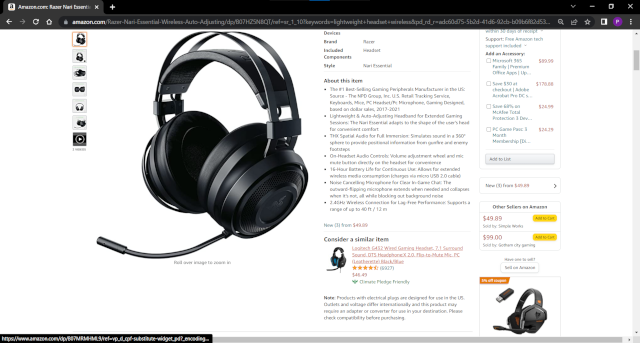 Amazon.com: Razer Nari Essential
amazon.com/Razer-Nari-Essential-Wireless-Auto-Adjusting/dp/B07HZ5N8QT/
within 30 days of receipt
Support: Free Amazon tech
support included
Add an Accessory:
Microsoft 365 $99.99
Family | Premium
Office Apps | Up...
Save $30 at $179.88
checkout | Adobe
Acrobat Pro DC s...
Save 68% on $24.99
McAfee Total
Protection 3 Dev...
PC Game Pass: 3 $24.29
Month
Membership
Add to List
New (3) from $49.89
Other Sellers on Amazon
$49.89 Add to Cart
Sold by: Simple Works
$99.00 Add to Cart
Sold by: Gotham city gaming
Have one to sell?
Sell on Amazon
5% off coupon
Devices
Brand Razer
Included Headset
Components
Style Nari Essential
About this item
The #1 Best-Selling Gaming Peripherals Manufacturer in the US:
Source - The NPD Group, Inc. U.S. Retail Tracking Service,
Keyboards, Mice, PC Headset/Pc Microphone, Gaming Designed,
based on dollar sales, 2017-2021
Lightweight & Auto-Adjusting Headband for Extended Gaming
Sessions: The Nari Essential adapts to the shape of the user's head
for convenient comfort
THX Spatial Audio for Full Immersion: Simulates sound in a 360°
sphere to provide positional information from gunfire and enemy
footsteps
On-Headset Audio Controls: Volume adjustment wheel and mic
mute button directly on the headset for convenience
16-Hour Battery Life for Continuous Use: Allows for extended
wireless media consumption (charges via micro USB 2.0 cable)
Noise Cancelling Microphone for Clear In-Game Chat: The
outward-flipping microphone extends when needed and collapses
when it's not, all while blocking out background noise
2.4GHz Wireless Connection for Lag-Free Performance: Supports a
range of up to 40 ft / 12 m
New (3) from $49.89
Consider a similar item
Logitech G432 Wired Gaming Headset, 7.1 Surround
Sound, DTS Headphone:X 2.0, Flip-to-Mute Mic, PC
(Leatherette) Black/Blue
$46.49
Climate Pledge Friendly
Note: Products with electrical plugs are designed for use in the US.
Outlets and voltage differ internationally and this product may
require an adapter or converter for use in your destination. Please
check compatibility before purchasing.
Roll over image to zoom in
https://www.amazon.com/dp/B07MRMHML9/ref=vp_d_cpf-substitute-widget_pd?_encoding...